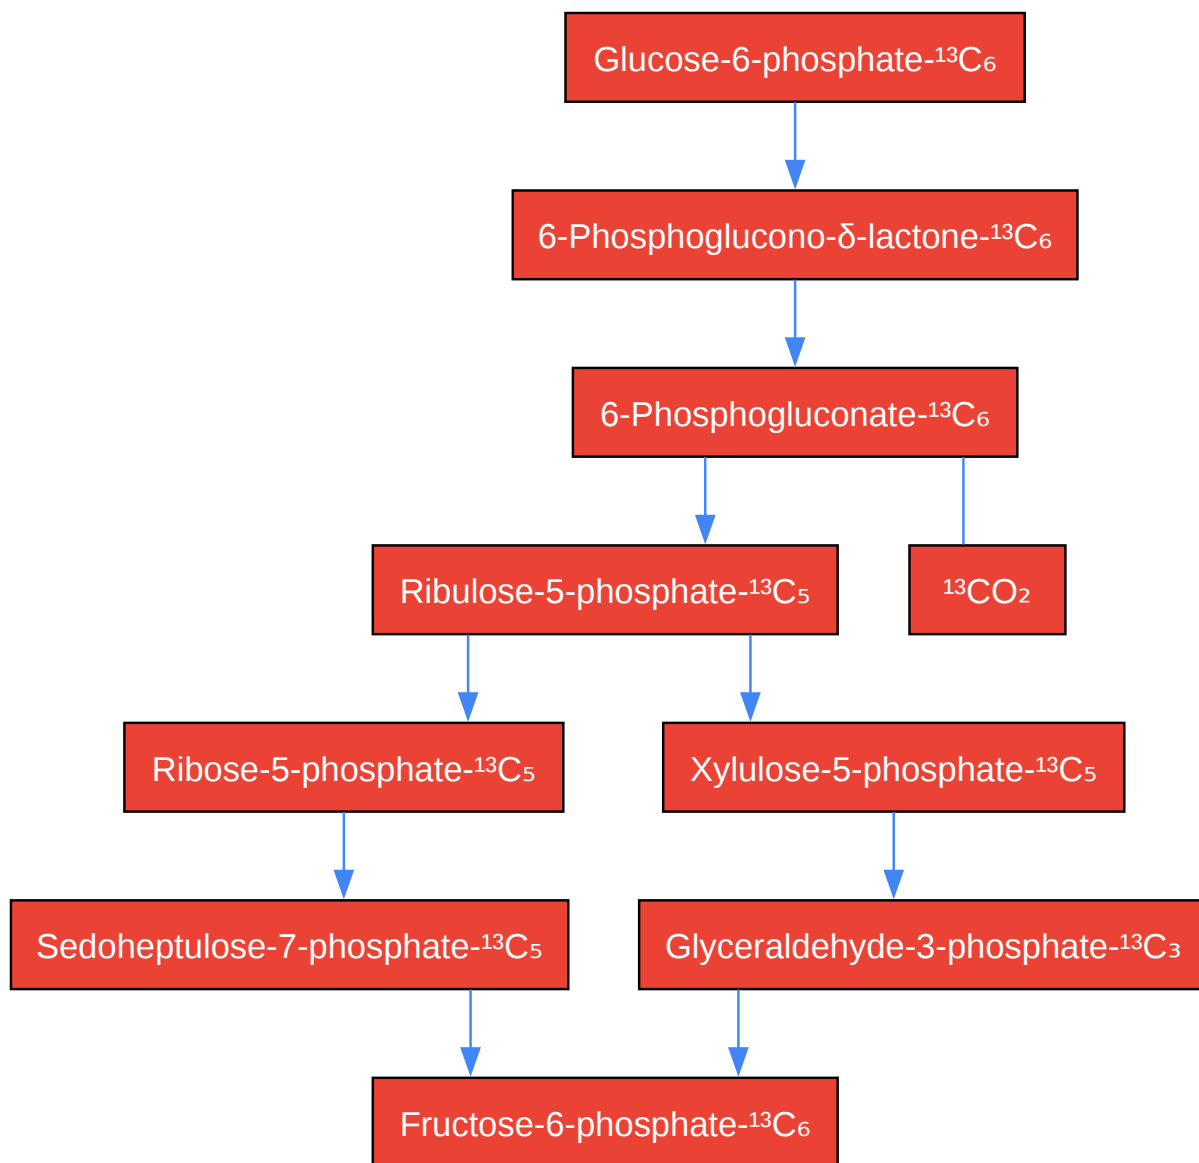 Glucose-6-phosphate-¹³C₆
6-Phosphoglucono-δ-lactone-¹³C₆
6-Phosphogluconate-¹³C₆
Ribulose-5-phosphate-¹³C₅
¹³CO₂
Ribose-5-phosphate-¹³C₅
Xylulose-5-phosphate-¹³C₅
Sedoheptulose-7-phosphate-¹³C₅
Glyceraldehyde-3-phosphate-¹³C₃
Fructose-6-phosphate-¹³C₆